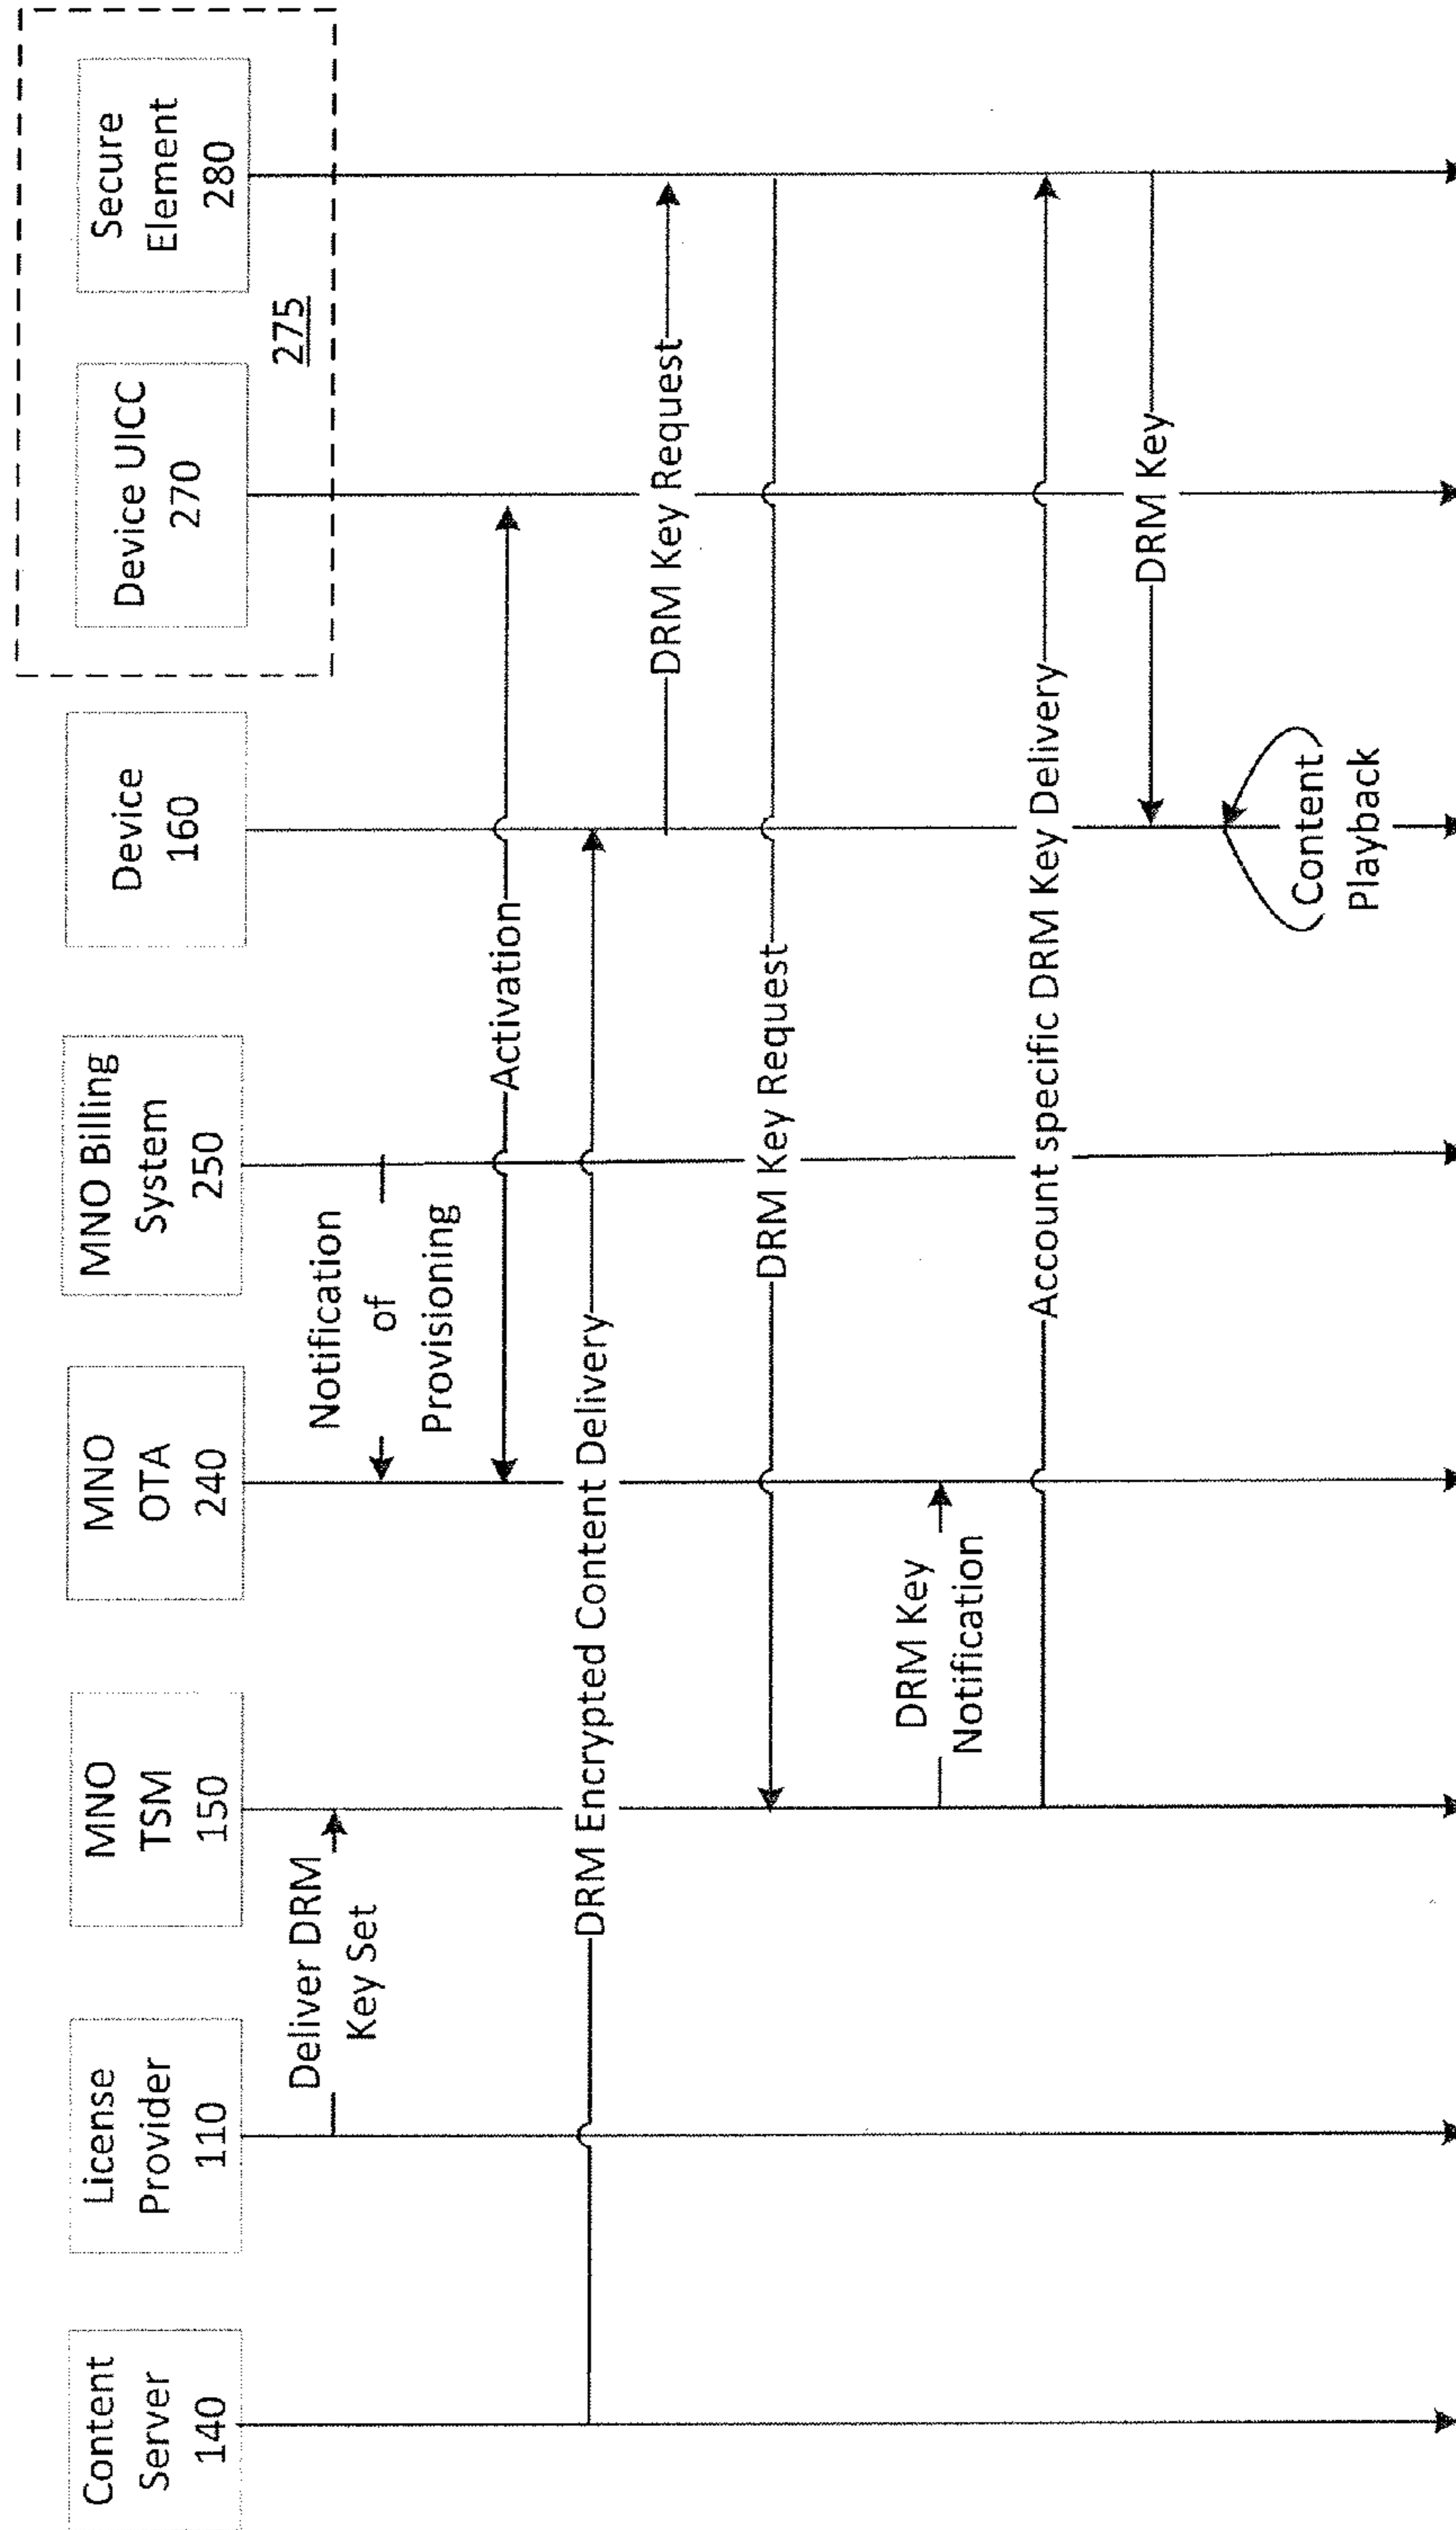 Content
Server
140
License
Provider
110
MNO
TSM
150
MNO
OTA
240
MNO Billing
System
250
Device
160
Device UICC
270
Secure
Element
280
275
Deliver DRM
Key Set
Notification
of
Provisioning
Activation
DRM Encrypted Content Delivery
DRM Key Request
DRM Key Request
DRM Key
Notification
Account specific DRM Key Delivery
DRM Key
Content
Playback